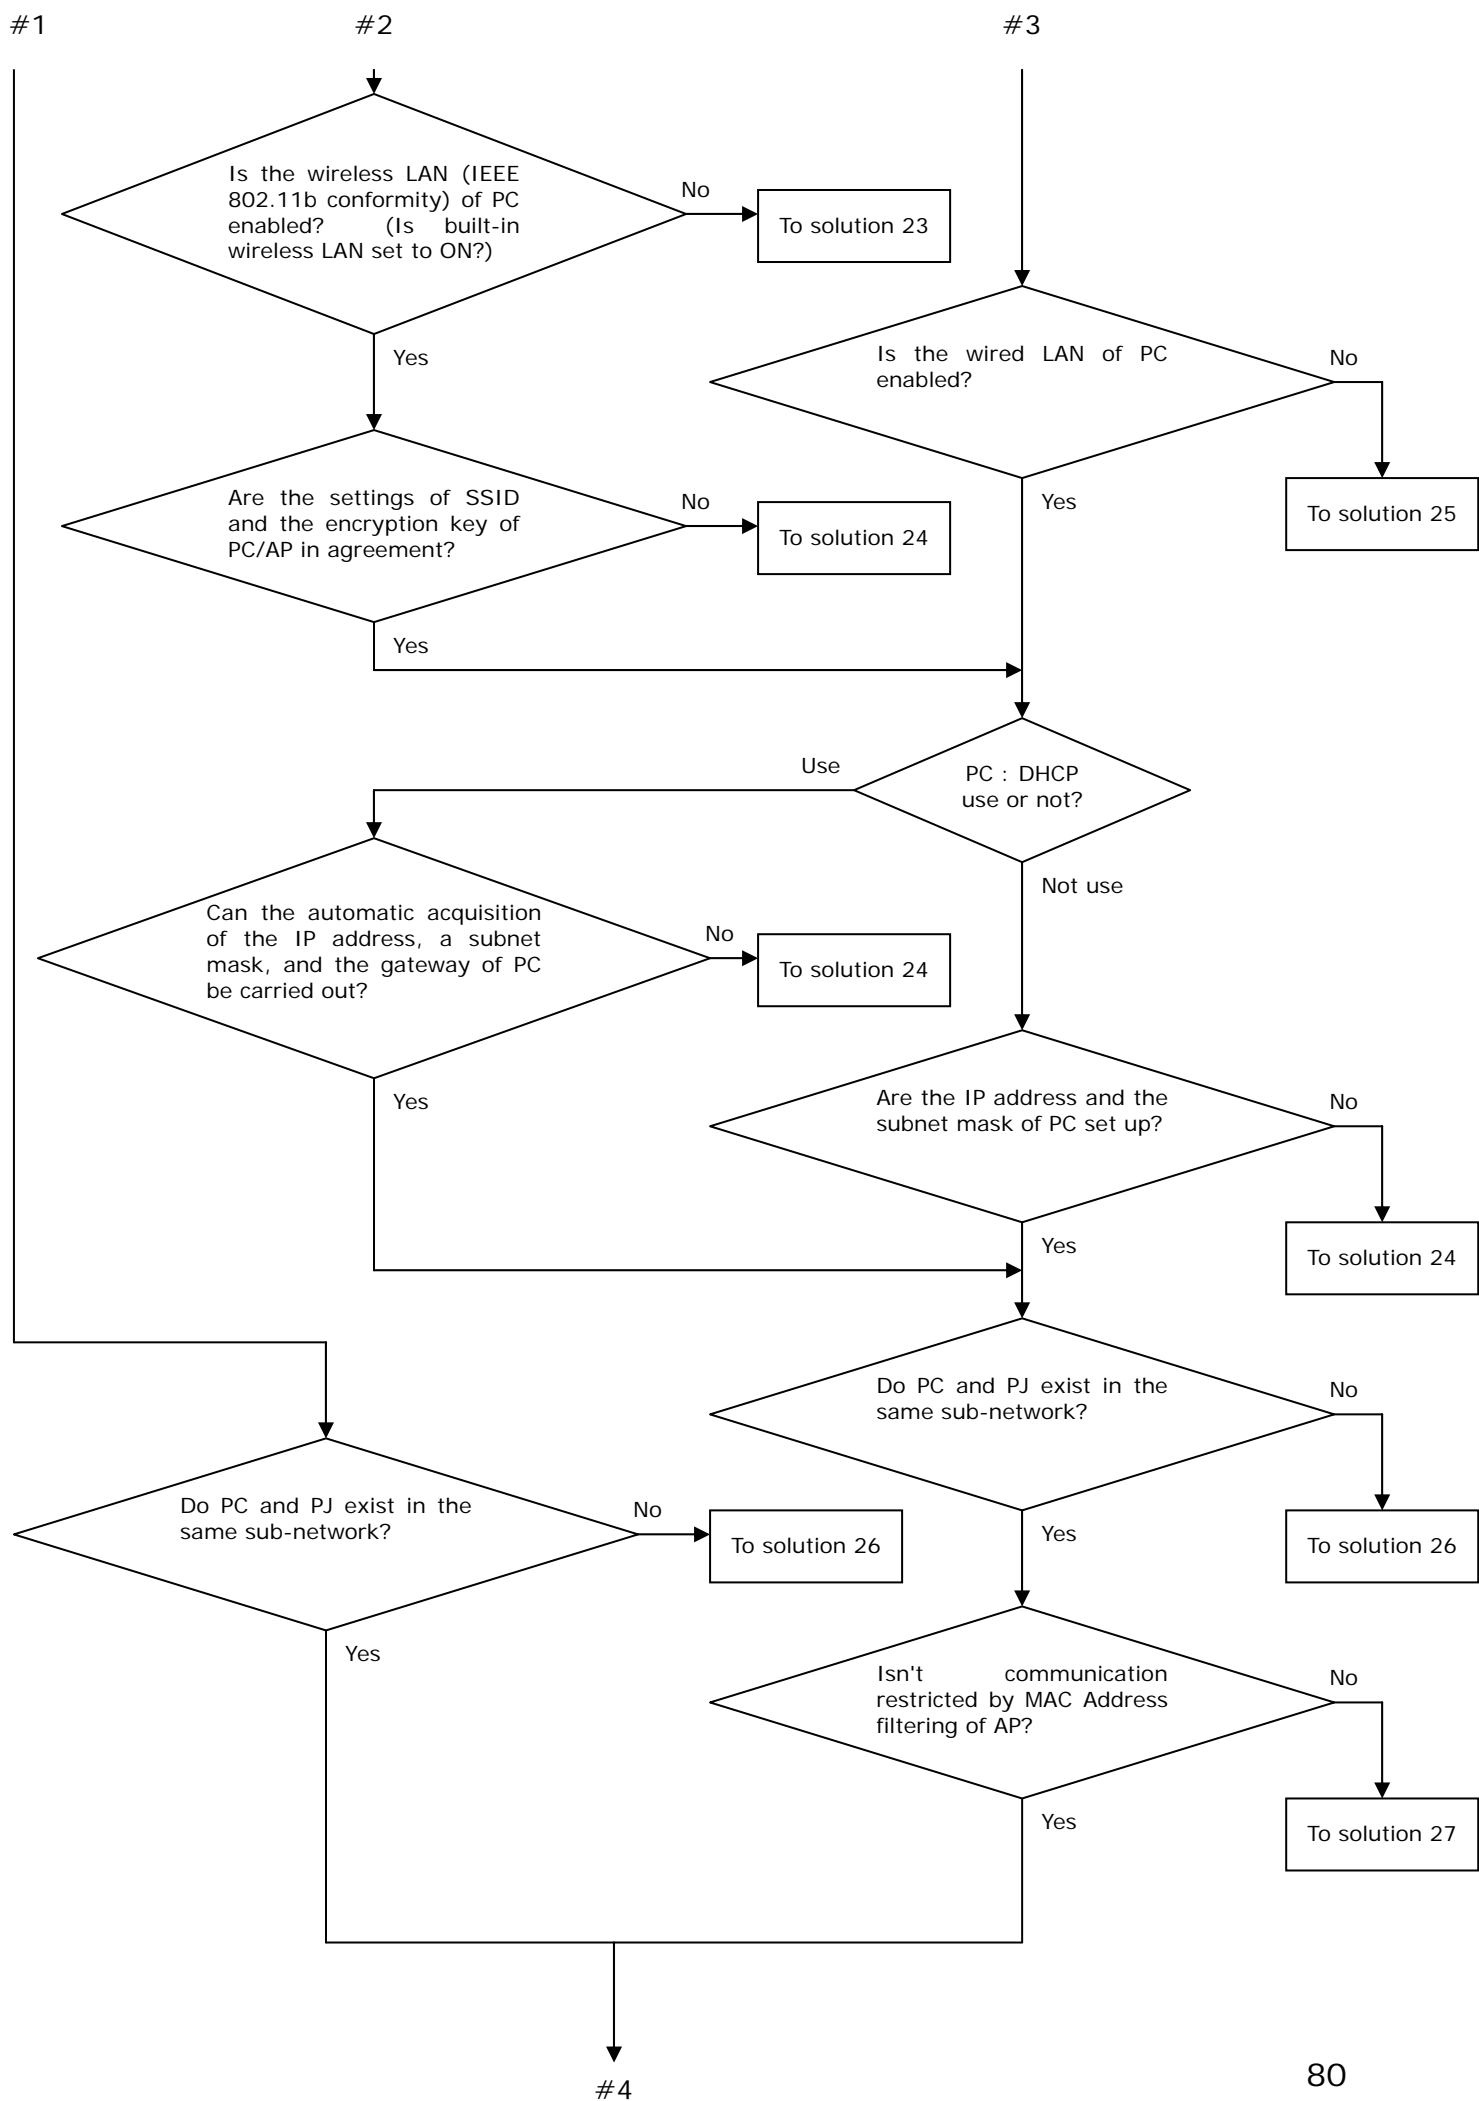 #1
#2
#3
Is the wireless LAN (IEEE
802.11b conformity) of PC
enabled? (Is built-in
wireless LAN set to ON?)
No
To solution 23
Yes
Is the wired LAN of PC
enabled?
No
To solution 25
Yes
Are the settings of SSID
and the encryption key of
PC/AP in agreement?
No
To solution 24
Yes
PC : DHCP
use or not?
Use
Not use
Can the automatic acquisition
of the IP address, a subnet
mask, and the gateway of PC
be carried out?
No
To solution 24
Yes
Are the IP address and the
subnet mask of PC set up?
No
To solution 24
Yes
Do PC and PJ exist in the
same sub-network?
No
To solution 26
Yes
Do PC and PJ exist in the
same sub-network?
No
To solution 26
Yes
Isn't communication
restricted by MAC Address
filtering of AP?
No
To solution 27
Yes
#4
80